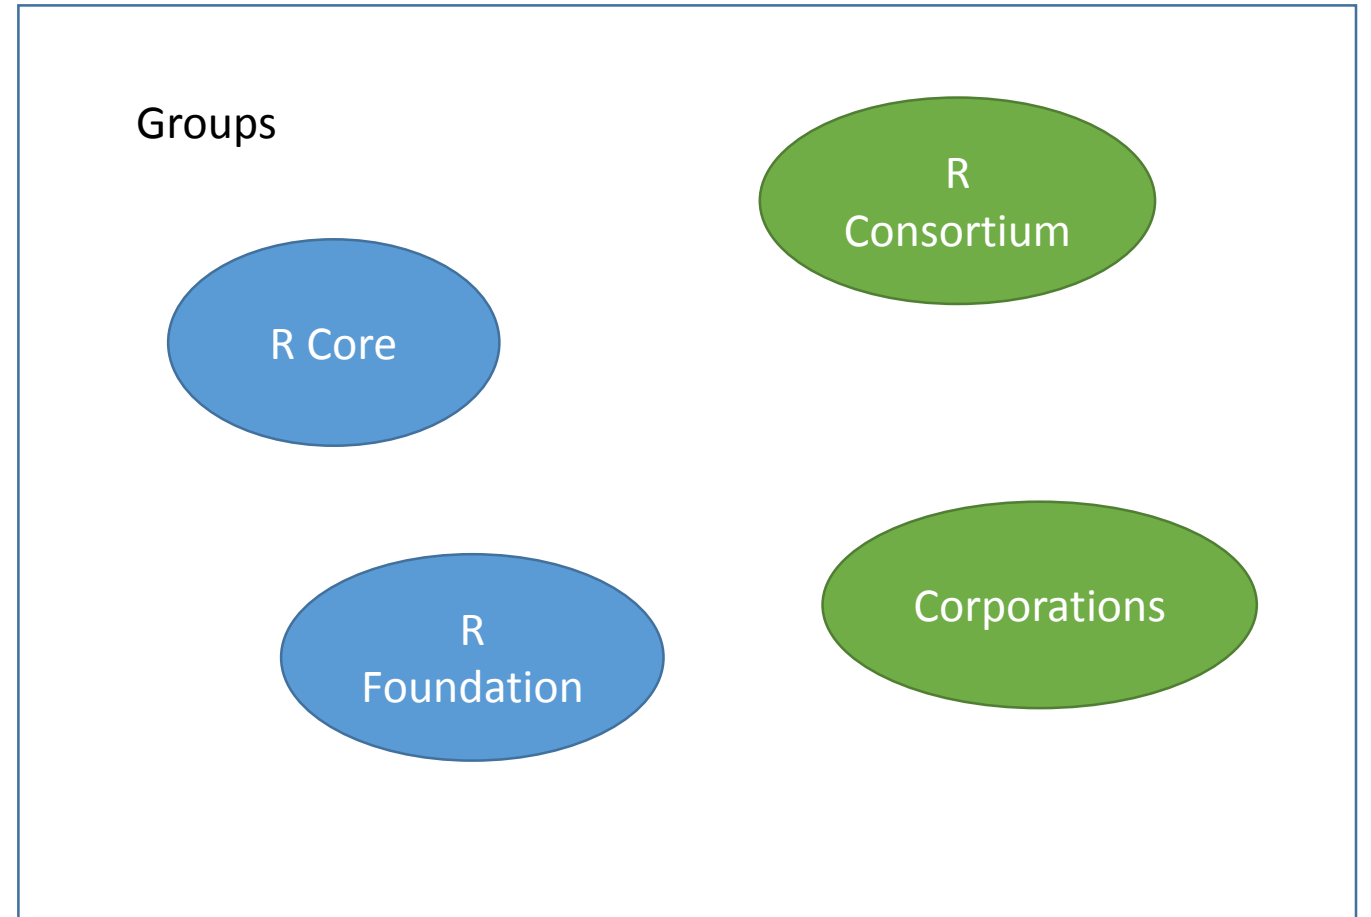 Groups
R
Consortium
R Core
Corporations
R
Foundation